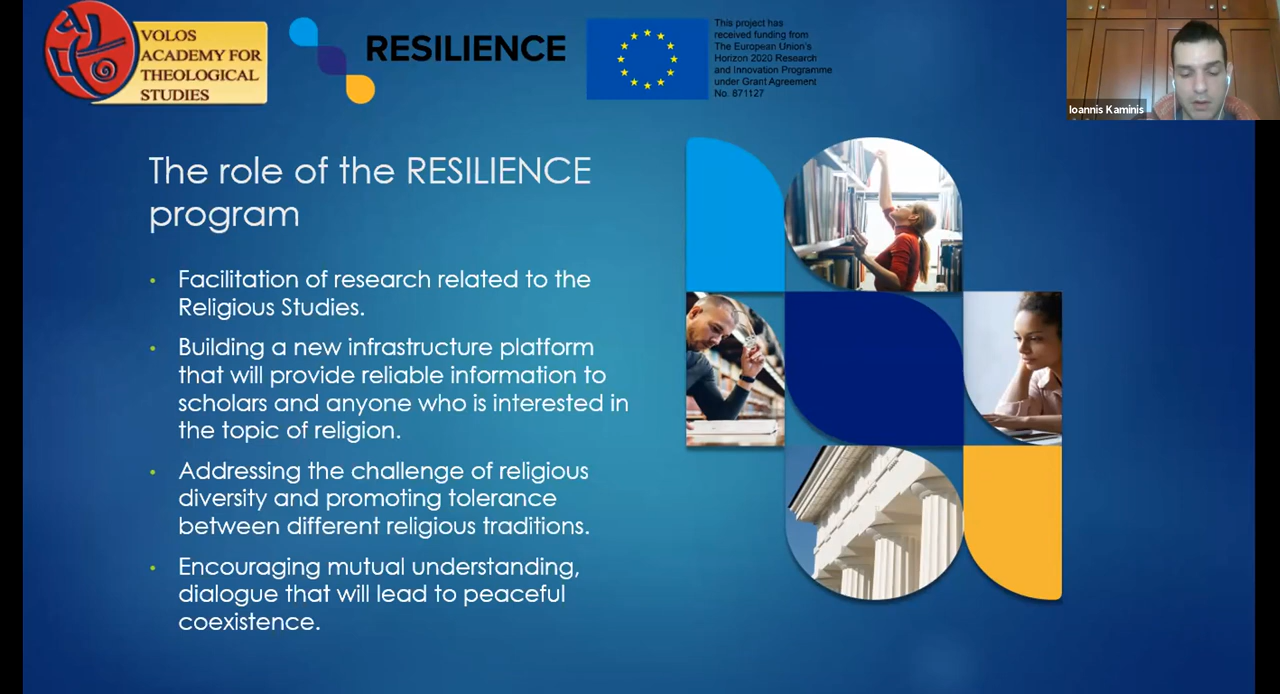 VOLOS
ACADEMY FOR
THEOLOGICAL
STUDIES
RESILIENCE
This project has
received funding from
The European Union's
Horizon 2020 Research
and Innovation Programme
under Grant Agreement
No. 871127
Ioannis Kaminis
The role of the RESILIENCE
program
• Facilitation of research related to the
Religious Studies.
• Building a new infrastructure platform
that will provide reliable information to
scholars and anyone who is interested in
the topic of religion.
• Addressing the challenge of religious
diversity and promoting tolerance
between different religious traditions.
• Encouraging mutual understanding,
dialogue that will lead to peaceful
coexistence.